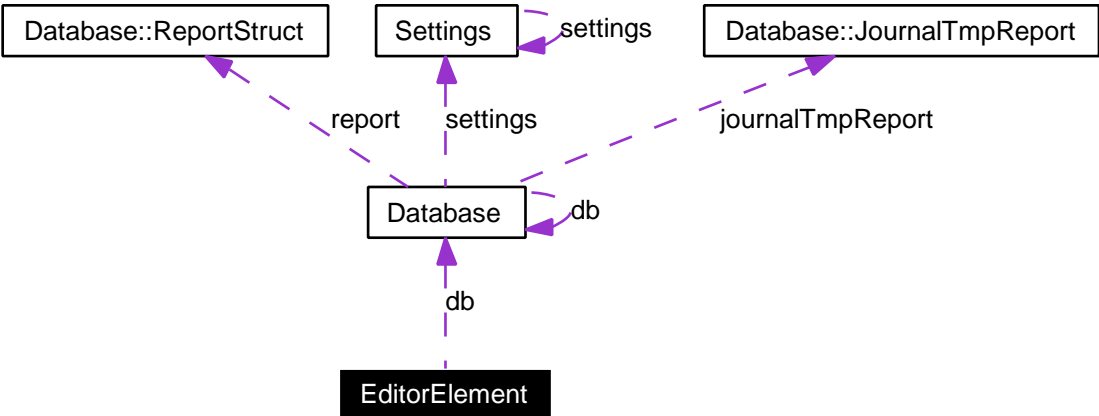 Database::ReportStruct
Settings
settings
Database::JournalTmpReport
report
settings
journalTmpReport
Database
db
db
EditorElement